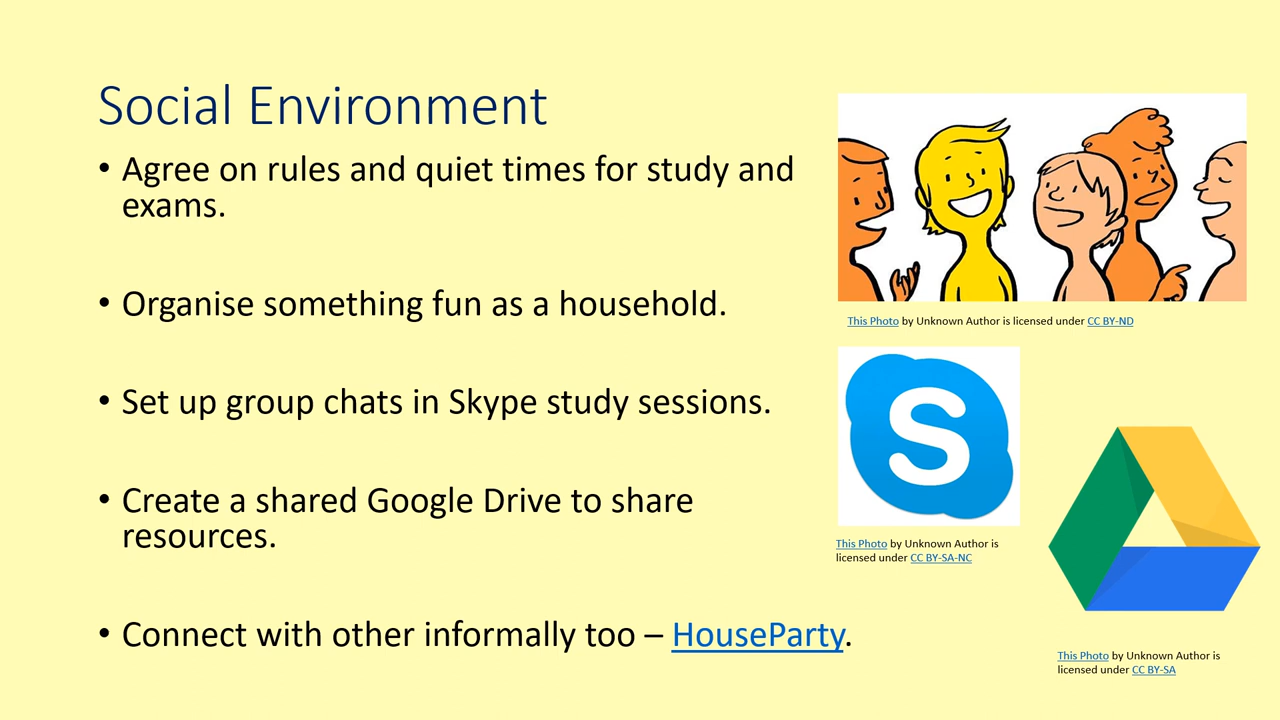 Social Environment
• Agree on rules and quiet times for study and
exams.
• Organise something fun as a household.
• Set up group chats in Skype study sessions.
• Create a shared Google Drive to share
resources.
• Connect with other informally too – HouseParty.
This Photo by Unknown Author is licensed under CC BY-ND
S
This Photo by Unknown Author is
licensed under CC BY-SA-NC
This Photo by Unknown Author is
licensed under CC BY-SA